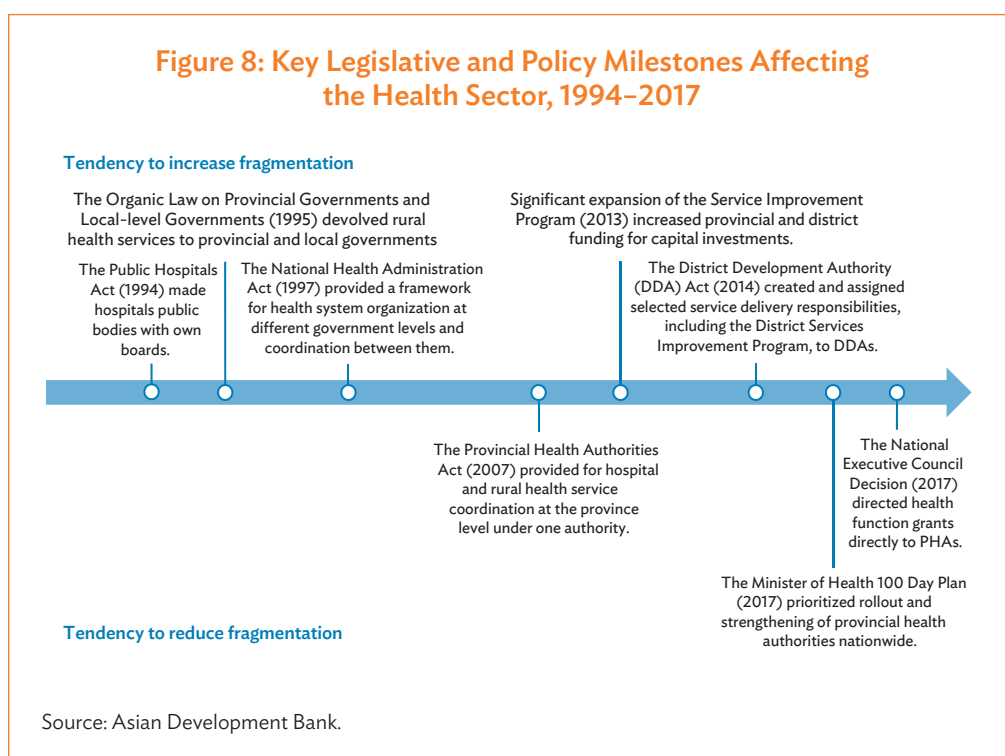 Figure 8: Key Legislative and Policy Milestones Affecting
the Health Sector, 1994–2017
Tendency to increase fragmentation
The Organic Law on Provincial Governments and
Local-level Governments (1995) devolved rural
health services to provincial and local governments
The Public Hospitals
Act (1994) made
hospitals public
bodies with own
boards.
The National Health Administration
Act (1997) provided a framework
for health system organization at
different government levels and
coordination between them.
Significant expansion of the Service Improvement
Program (2013) increased provincial and district
funding for capital investments.
The District Development Authority
(DDA) Act (2014) created and assigned
selected service delivery responsibilities,
including the District Services
Improvement Program, to DDAs.
The Provincial Health Authorities
Act (2007) provided for hospital
and rural health service
coordination at the province
level under one authority.
The National
Executive Council
Decision (2017)
directed health
function grants
directly to PHAs.
The Minister of Health 100 Day Plan
(2017) prioritized rollout and
strengthening of provincial health
authorities nationwide.
Tendency to reduce fragmentation
Source: Asian Development Bank.